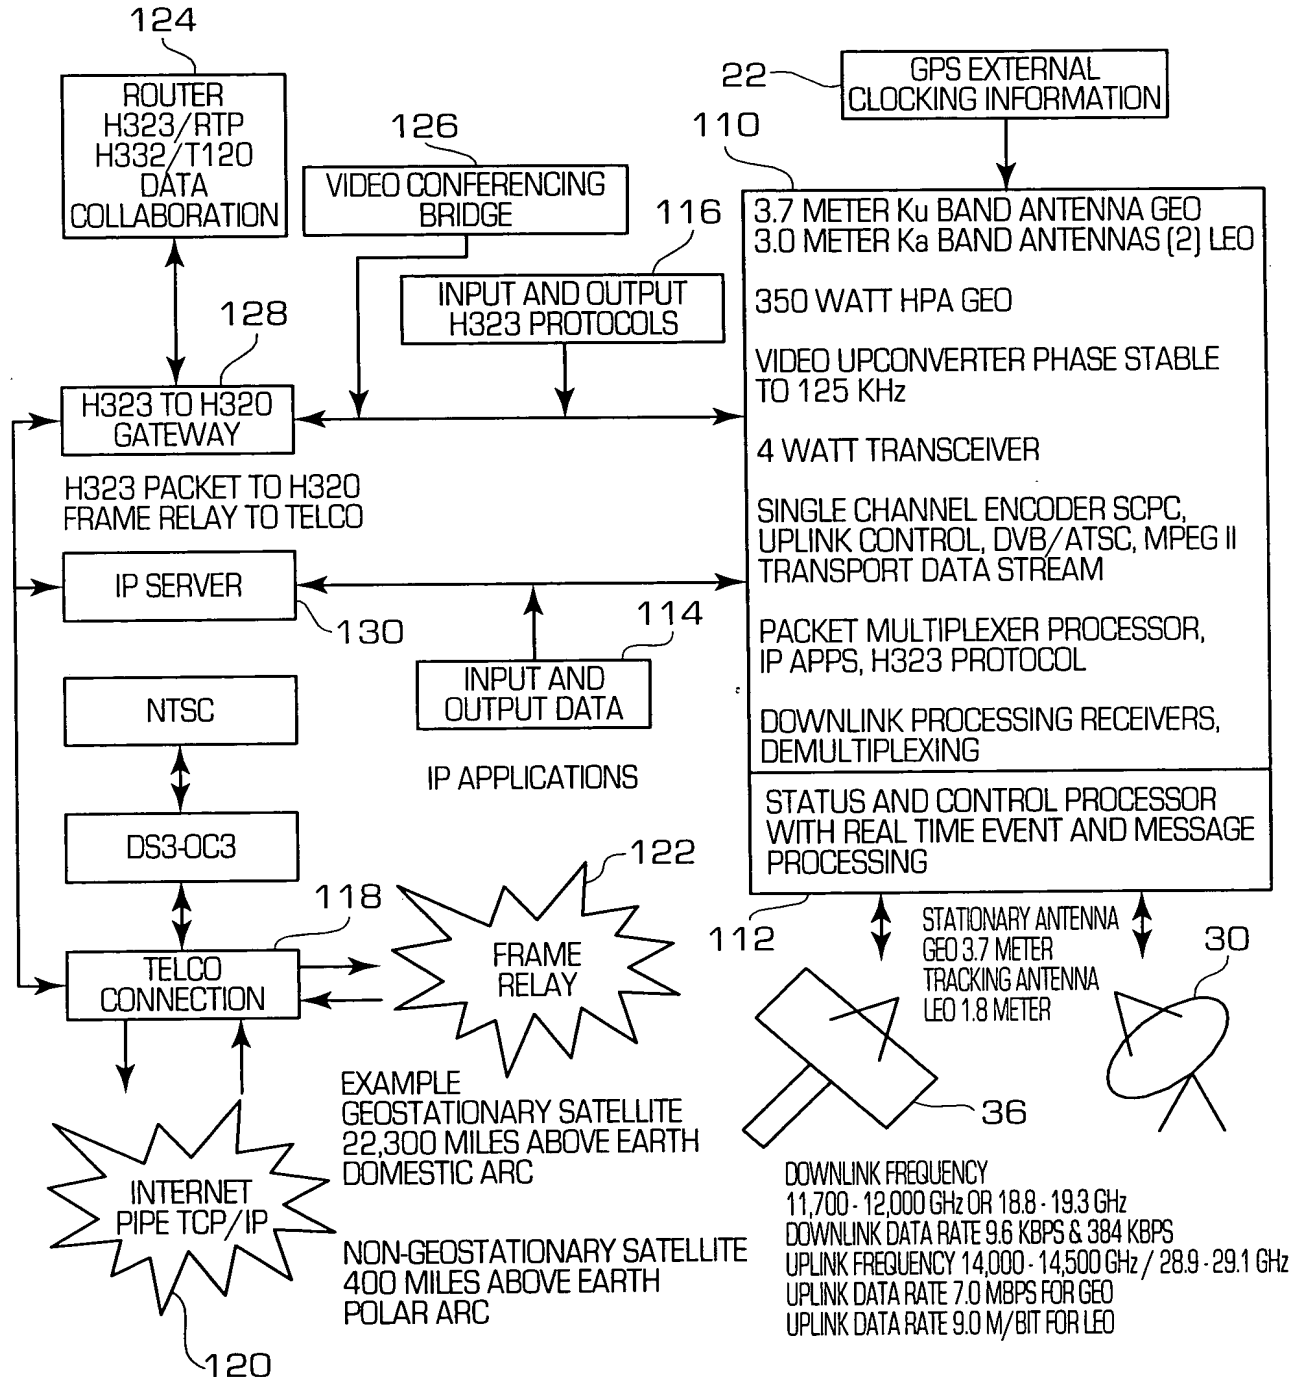 124
ROUTER
H323/RTP
H332/T120
DATA
COLLABORATION
126
VIDEO CONFERENCING
BRIDGE
22
GPS EXTERNAL
CLOCKING INFORMATION
110
116
INPUT AND OUTPUT
H323 PROTOCOLS
128
H323 TO H320
GATEWAY
H323 PACKET TO H320
FRAME RELAY TO TELCO
IP SERVER
130
114
INPUT AND
OUTPUT DATA
IP APPLICATIONS
NTSC
DS3-OC3
118
TELCO
CONNECTION
122
FRAME
RELAY
INTERNET
PIPE TCP/IP
120
EXAMPLE
GEOSTATIONARY SATELLITE
22,300 MILES ABOVE EARTH
DOMESTIC ARC
NON-GEOSTATIONARY SATELLITE
400 MILES ABOVE EARTH
POLAR ARC
3.7 METER Ku BAND ANTENNA GEO
3.0 METER Ka BAND ANTENNAS (2) LEO
350 WATT HPA GEO
VIDEO UPCONVERTER PHASE STABLE
TO 125 KHz
4 WATT TRANSCEIVER
SINGLE CHANNEL ENCODER SCPC,
UPLINK CONTROL, DVB/ATSC, MPEG II
TRANSPORT DATA STREAM
PACKET MULTIPLEXER PROCESSOR,
IP APPS, H323 PROTOCOL
DOWNLINK PROCESSING RECEIVERS,
DEMULTIPLEXING
STATUS AND CONTROL PROCESSOR
WITH REAL TIME EVENT AND MESSAGE
PROCESSING
112
STATIONARY ANTENNA
GEO 3.7 METER
TRACKING ANTENNA
LEO 1.8 METER
30
36
DOWNLINK FREQUENCY
11,700 - 12,000 GHz OR 18.8 - 19.3 GHz
DOWNLINK DATA RATE 9.6 KBPS & 384 KBPS
UPLINK FREQUENCY 14,000 - 14,500 GHz / 28.9 - 29.1 GHz
UPLINK DATA RATE 7.0 MBPS FOR GEO
UPLINK DATA RATE 9.0 M/BIT FOR LEO